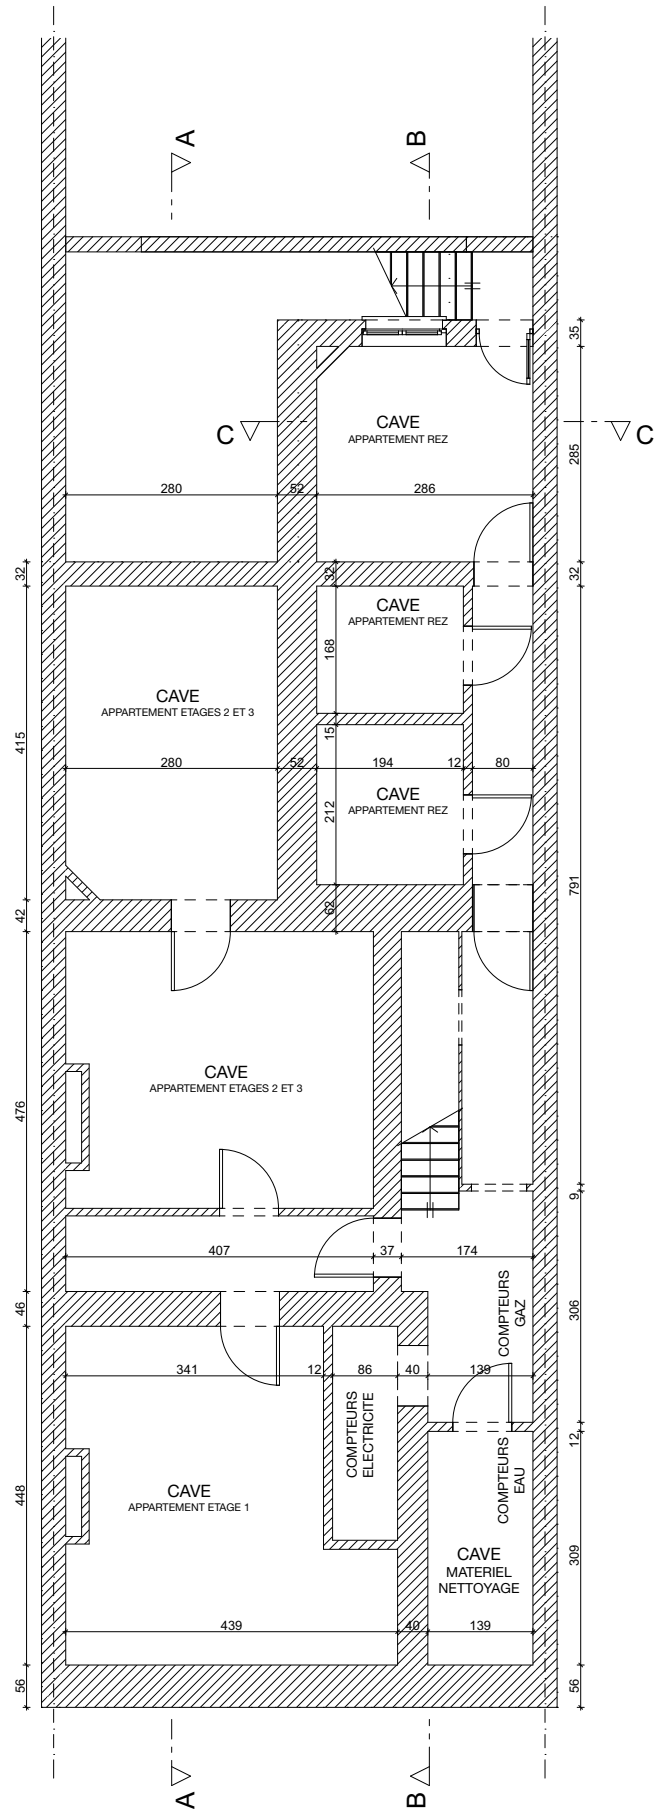 A
B
35
CAVE
APPARTEMENT REZ
C
C
285
280
52
286
32
32
32
CAVE
APPARTEMENT REZ
168
CAVE
APPARTEMENT ETAGES 2 ET 3
415
15
280
52
194
12
80
CAVE
APPARTEMENT REZ
212
791
42
62
CAVE
APPARTEMENT ETAGES 2 ET 3
476
9
407
37
174
46
306
COMPTEURS
GAZ
341
12
86
40
139
COMPTEURS
ELECTRICITE
12
COMPTEURS
EAU
CAVE
APPARTEMENT ETAGE 1
448
309
CAVE
MATERIEL
NETTOYAGE
439
40
139
56
56
A
B